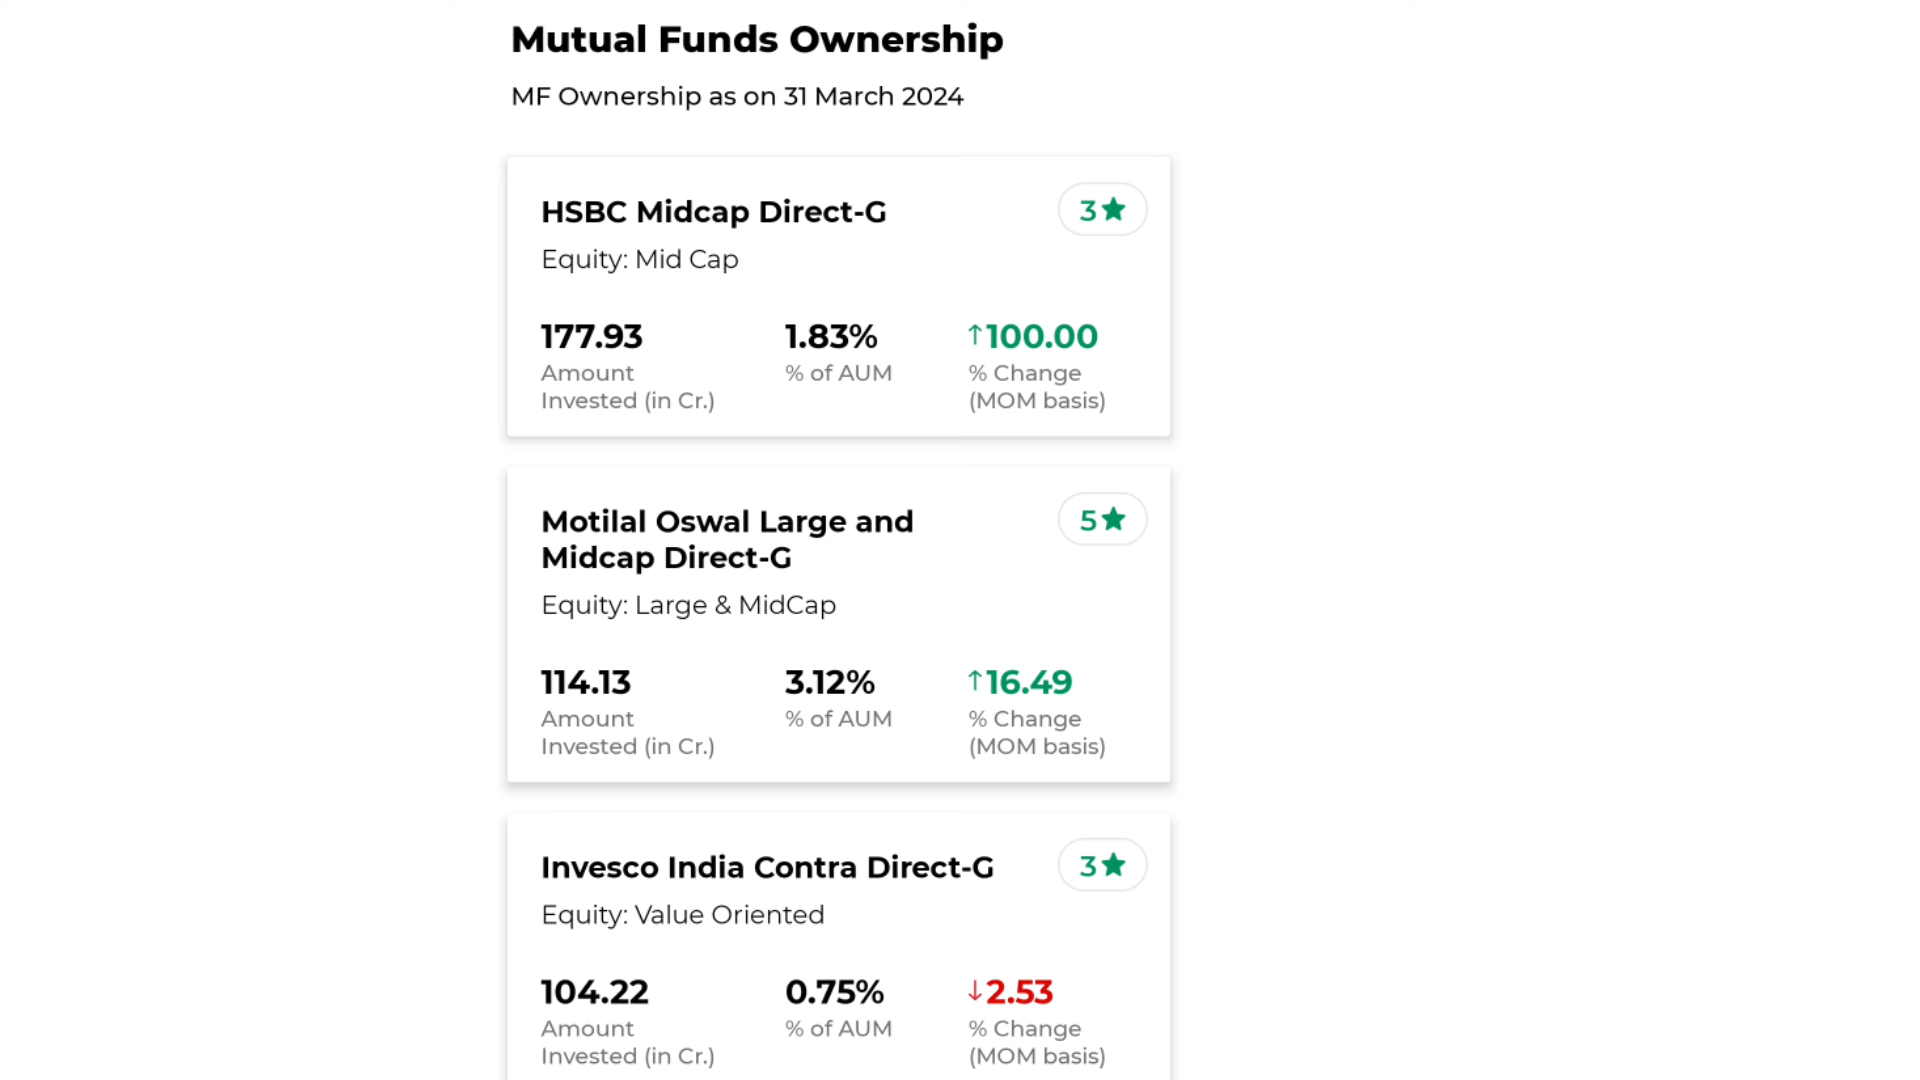 Mutual Funds Ownership
MF Ownership as on 31 March 2024
HSBC Midcap Direct-G
3★
Equity: Mid Cap
177.93 1.83% ↑100.00
Amount % of AUM % Change
Invested (in Cr.) (MOM basis)
Motilal Oswal Large and
5★
Midcap Direct-G
Equity: Large & MidCap
114.13 3.12% ↑16.49
Amount % of AUM % Change
Invested (in Cr.) (MOM basis)
Invesco India Contra Direct-G
3★
Equity: Value Oriented
104.22 0.75% ↓2.53
Amount % of AUM % Change
Invested (in Cr.) (MOM basis)